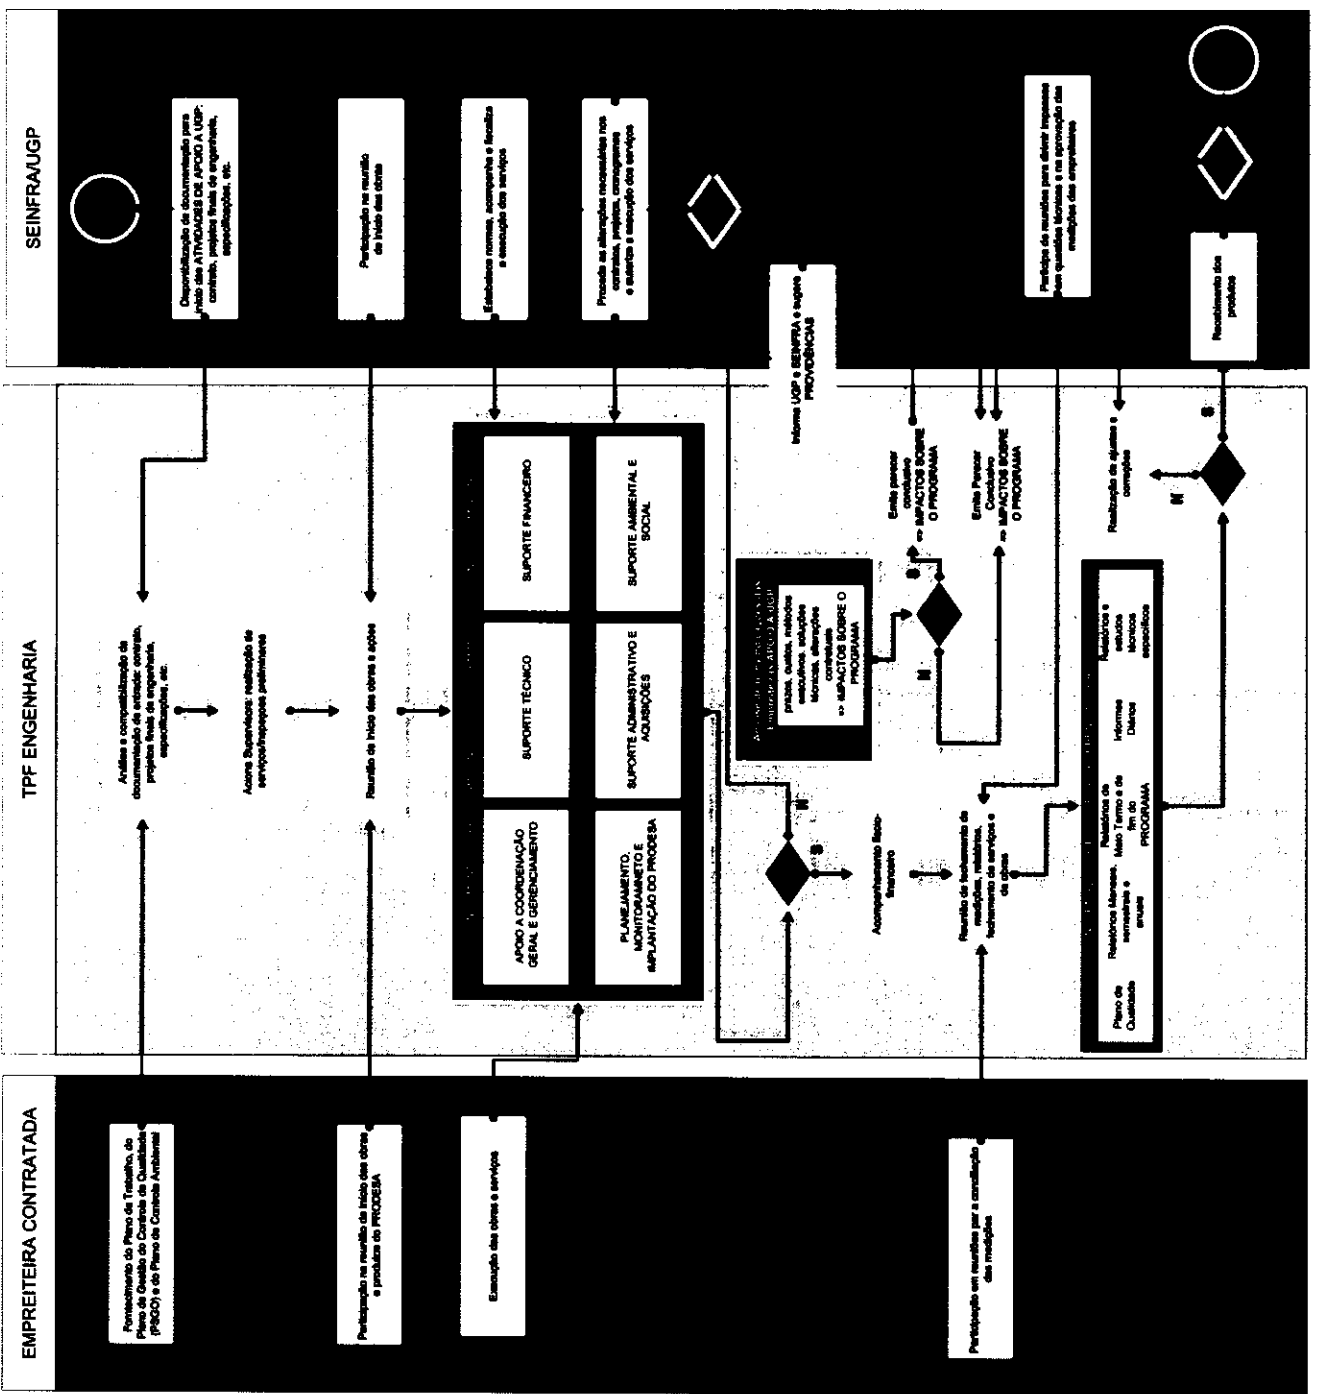 SEINFRA/UGP
Disponibilização de documentação para
início das ATIVIDADES DE APOIO A UGP:
contrato, projetos finais de engenharia,
especificações, etc.
Participação na reunião
de início das obras
Estabelece normas, acompanha e fiscaliza
a execução dos serviços
Procede as alterações necessárias nos
contratos, projetos, cronogramas
e autoriza a execução dos serviços
Informa UGP e SEINFRA e sugere
PROVIDÊNCIAS
Participa de reuniões para dirimir impasses
em questões técnicas e na aprovação das
medições das empreiteiras
Recebimento dos
produtos
TPF ENGENHARIA
Análise e compatibilização da
documentação de entrada: contrato,
projetos finais de engenharia,
especificações, etc.
Aciona Supervisora: realização de
serviços/inspeções preliminares
Reunião de início das obras e ações
APOIO A COORDENAÇÃO
GERAL E GERENCIAMENTO
SUPORTE TÉCNICO
SUPORTE FINANCEIRO
PLANEJAMENTO,
MONITORAMNETO E
IMPLANTAÇÃO DO PRODESA
SUPORTE ADMINISTRATIVO E
AQUISIÇÕES
SUPORTE AMBIENTAL E
SOCIAL
N
S
prazos, custos, métodos
executivos, soluções
técnicas, alterações
contratuais
=> IMPACTOS SOBRE O
PROGRAMA
S
N
Emite parecer
conclusivo
=> IMPACTOS SOBRE
O PROGRAMA
Emite Parecer
Conclusivo
=> IMPACTOS SOBRE
O PROGRAMA
Acompanhamento físico-
financeiro
Reunião de fechamento de
medições, relatórios,
fechamento de serviços e
de obras
Plano de
Qualidade
Relatórios Mensais,
semestrais e
anuais
Relatórios de
Meio Termo e de
fim do
PROGRAMA
Informes
Diários
Relatórios e
estudos
técnicos
específicos
Realização de ajustes e
correções
N
S
EMPREITEIRA CONTRATADA
Fornecimento do Plano de Trabalho, do
Plano de Gestão do Controle de Qualidade
(PSGO) e do Plano de Controle Ambiental
Participação na reunião de início das obras
e produtos do PRODESA
Execução das obras e serviços
Participação em reuniões par a conciliação
das medições